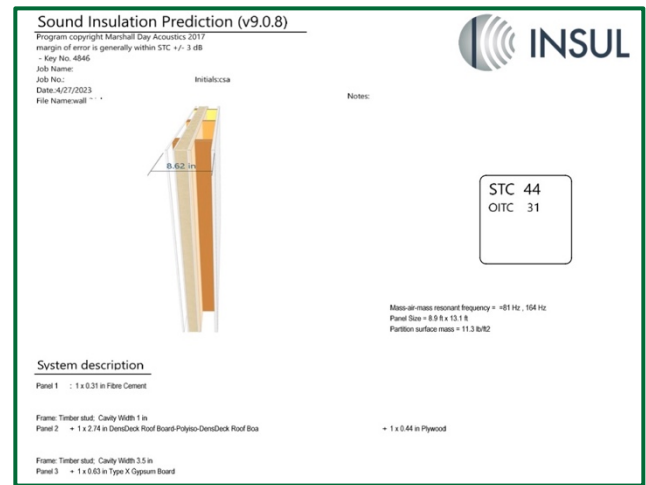 Sound Insulation Prediction (v9.0.8)
Program copyright Marshall Day Acoustics 2017
margin of error is generally within STC +/- 3 dB
- Key No. 4846
Job Name:
Job No.: Initials:csa
Date.:4/27/2023
File Name:wall
Notes:
INSUL
8.62 in
STC 44
OITC 31
Mass-air-mass resonant frequency = =81 Hz , 164 Hz
Panel Size = 8.9 ft x 13.1 ft
Partition surface mass = 11.3 lb/ft2
System description
Panel 1 : 1 x 0.31 in Fibre Cement
Frame: Timber stud; Cavity Width 1 in
Panel 2 + 1 x 2.74 in DensDeck Roof Board-Polyiso-DensDeck Roof Boa + 1 x 0.44 in Plywood
Frame: Timber stud; Cavity Width 3.5 in
Panel 3 + 1 x 0.63 in Type X Gypsum Board